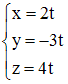 x = 2t
y = −3t
z = 4t